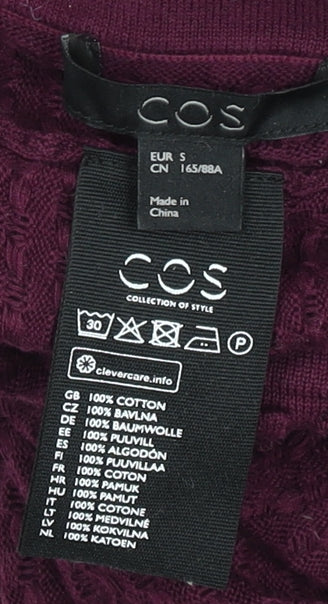 COS
EUR S
CN 165/88A
Made in
China
COS
COLLECTION OF STYLE
30 P
clevercare.info
GB 100% COTTON
CZ 100% BAVLNA
DE 100% BAUMWOLLE
EE 100% PUUVILL
ES 100% ALGODÓN
FI 100% PUUVILLAA
FR 100% COTON
HR 100% PAMUK
HU 100% PAMUT
IT 100% COTONE
LT 100% MEDVILNĖ
LV 100% KOKVILNA
NL 100% KATOEN